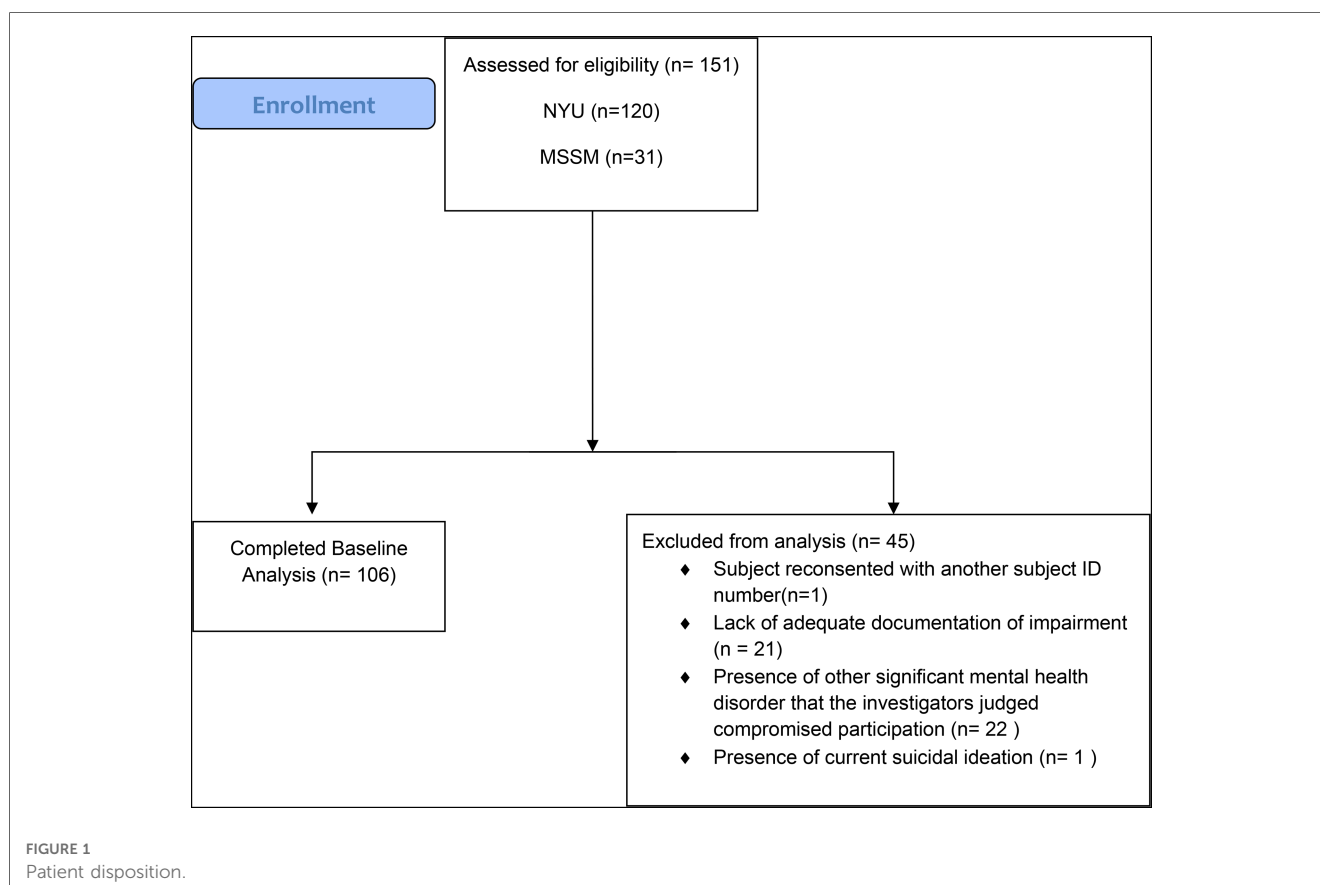 Enrollment
Assessed for eligibility (n= 151)
NYU (n=120)
MSSM (n=31)
Completed Baseline
Analysis (n= 106)
Excluded from analysis (n= 45)
♦ Subject reconsented with another subject ID
number(n=1)
♦ Lack of adequate documentation of impairment
(n = 21)
♦ Presence of other significant mental health
disorder that the investigators judged
compromised participation (n= 22 )
♦ Presence of current suicidal ideation (n= 1 )
FIGURE 1
Patient disposition.